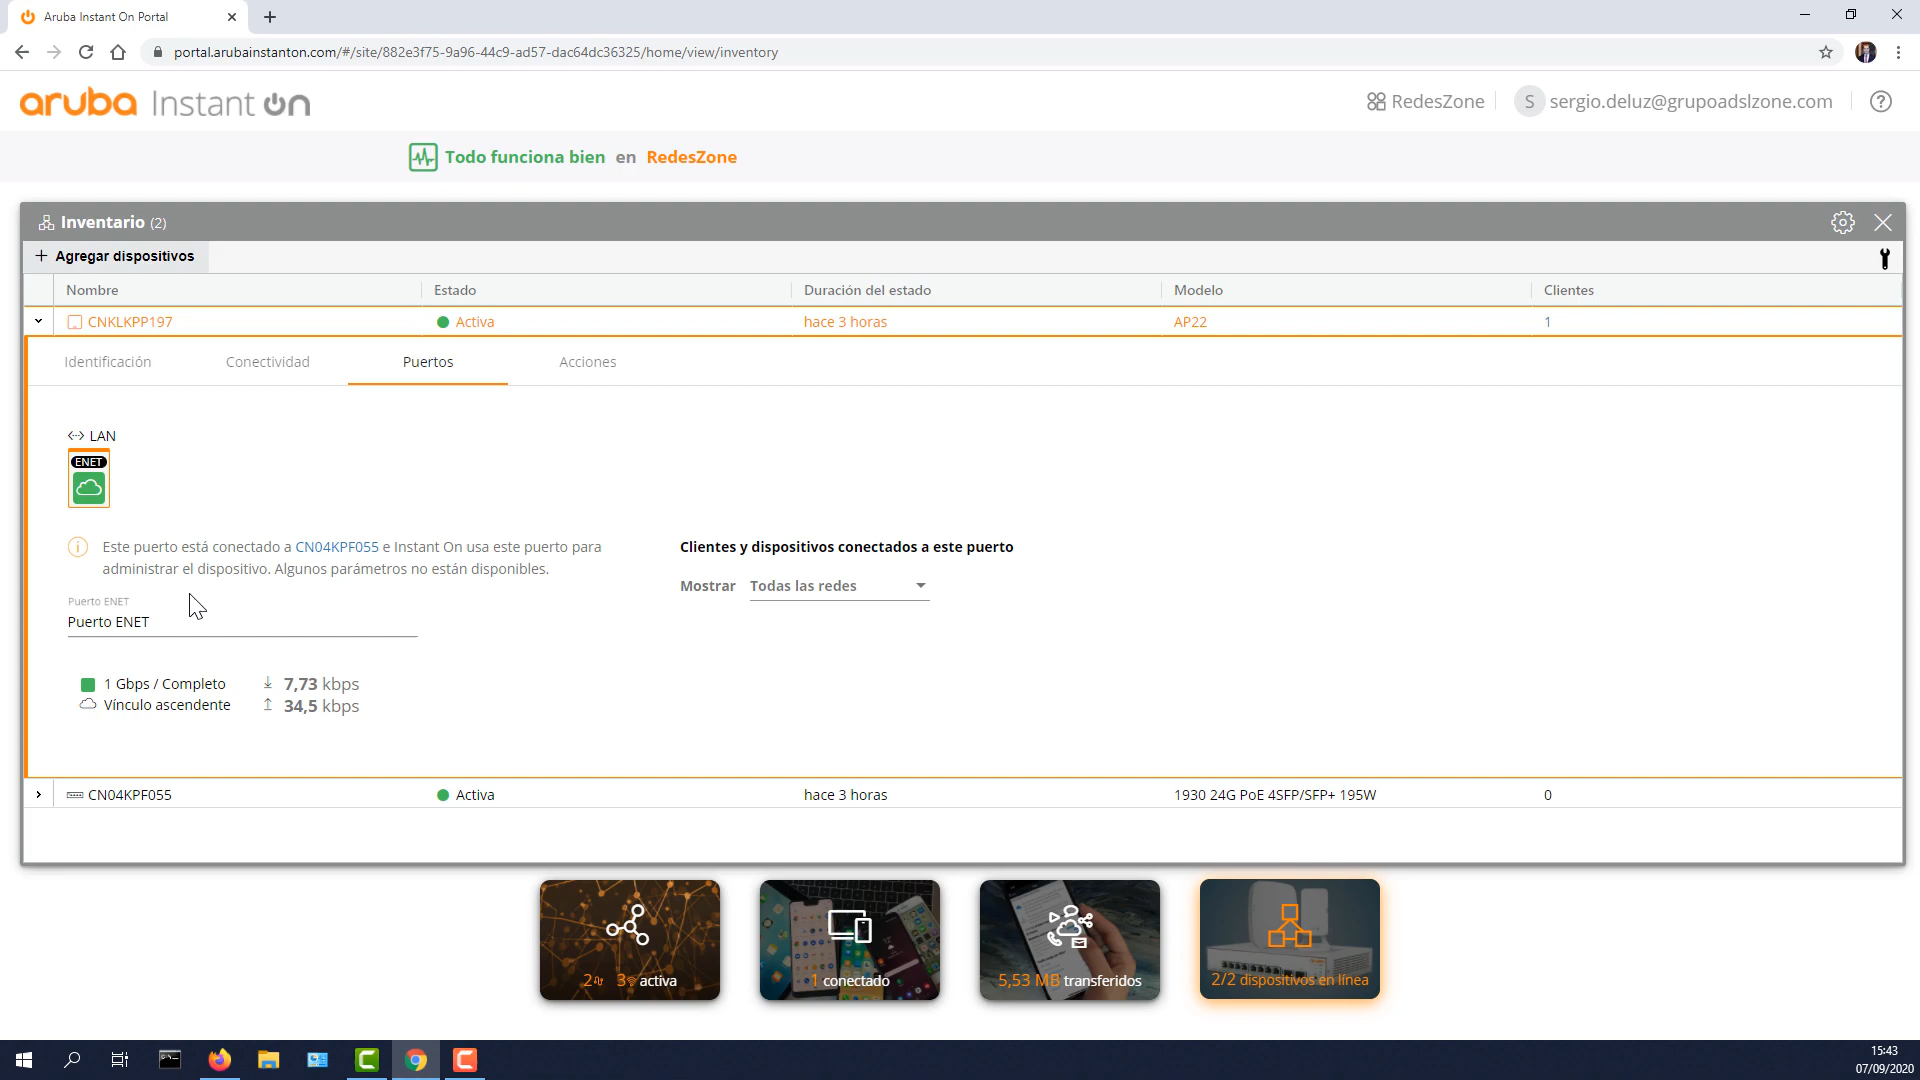 Aruba Instant On Portal
portal.arubainstanton.com/#/site/882e3f75-9a96-44c9-ad57-dac64dc36325/home/view/inventory
aruba Instant On
RedesZone
S sergio.deluz@grupoadslzone.com
Todo funciona bien en RedesZone
Inventario (2)
+ Agregar dispositivos
Nombre Estado Duración del estado Modelo Clientes
CNKLKPP197 Activa hace 3 horas AP22 1
Identificación Conectividad Puertos Acciones
LAN
ENET
Este puerto está conectado a CN04KPF055 e Instant On usa este puerto para
administrar el dispositivo. Algunos parámetros no están disponibles.
Puerto ENET
Puerto ENET
1 Gbps / Completo 7,73 kbps
Vínculo ascendente 34,5 kbps
Clientes y dispositivos conectados a este puerto
Mostrar Todas las redes
CN04KPF055 Activa hace 3 horas 1930 24G PoE 4SFP/SFP+ 195W 0
2 3 activa
1 conectado
5,53 MB transferidos
2/2 dispositivos en línea
15:43
07/09/2020